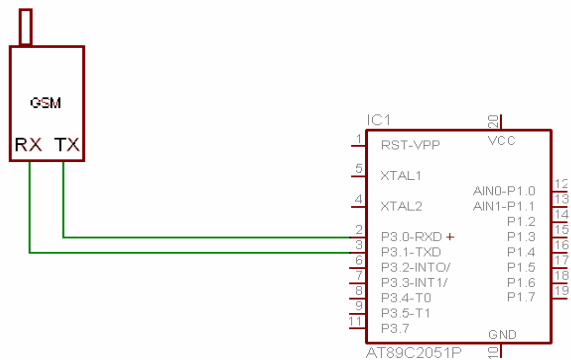 GSM
RX TX
IC1
20
VCC
1 RST-VPP
5 XTAL1
4 XTAL2
2 P3.0-RXD +
3 P3.1-TXD
6 P3.2-INTO/
7 P3.3-INT1/
8 P3.4-T0
9 P3.5-T1
11 P3.7
AIN0-P1.0 12
AIN1-P1.1 13
P1.2 14
P1.3 15
P1.4 16
P1.5 17
P1.6 18
P1.7 19
GND
10
AT89C2051P